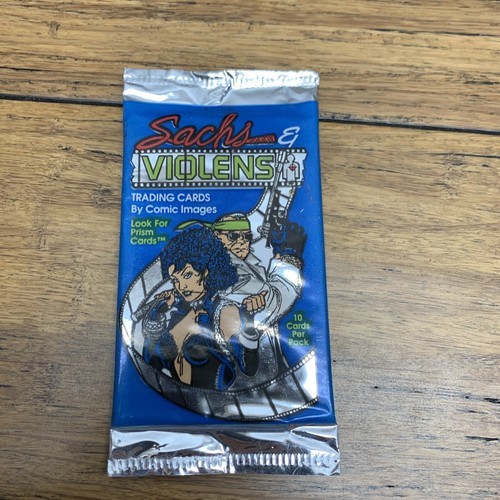 Sachs &
VIOLENS
TRADING CARDS
By Comic Images
Look For
Prism
Cards™
10
Cards
Per
Pack